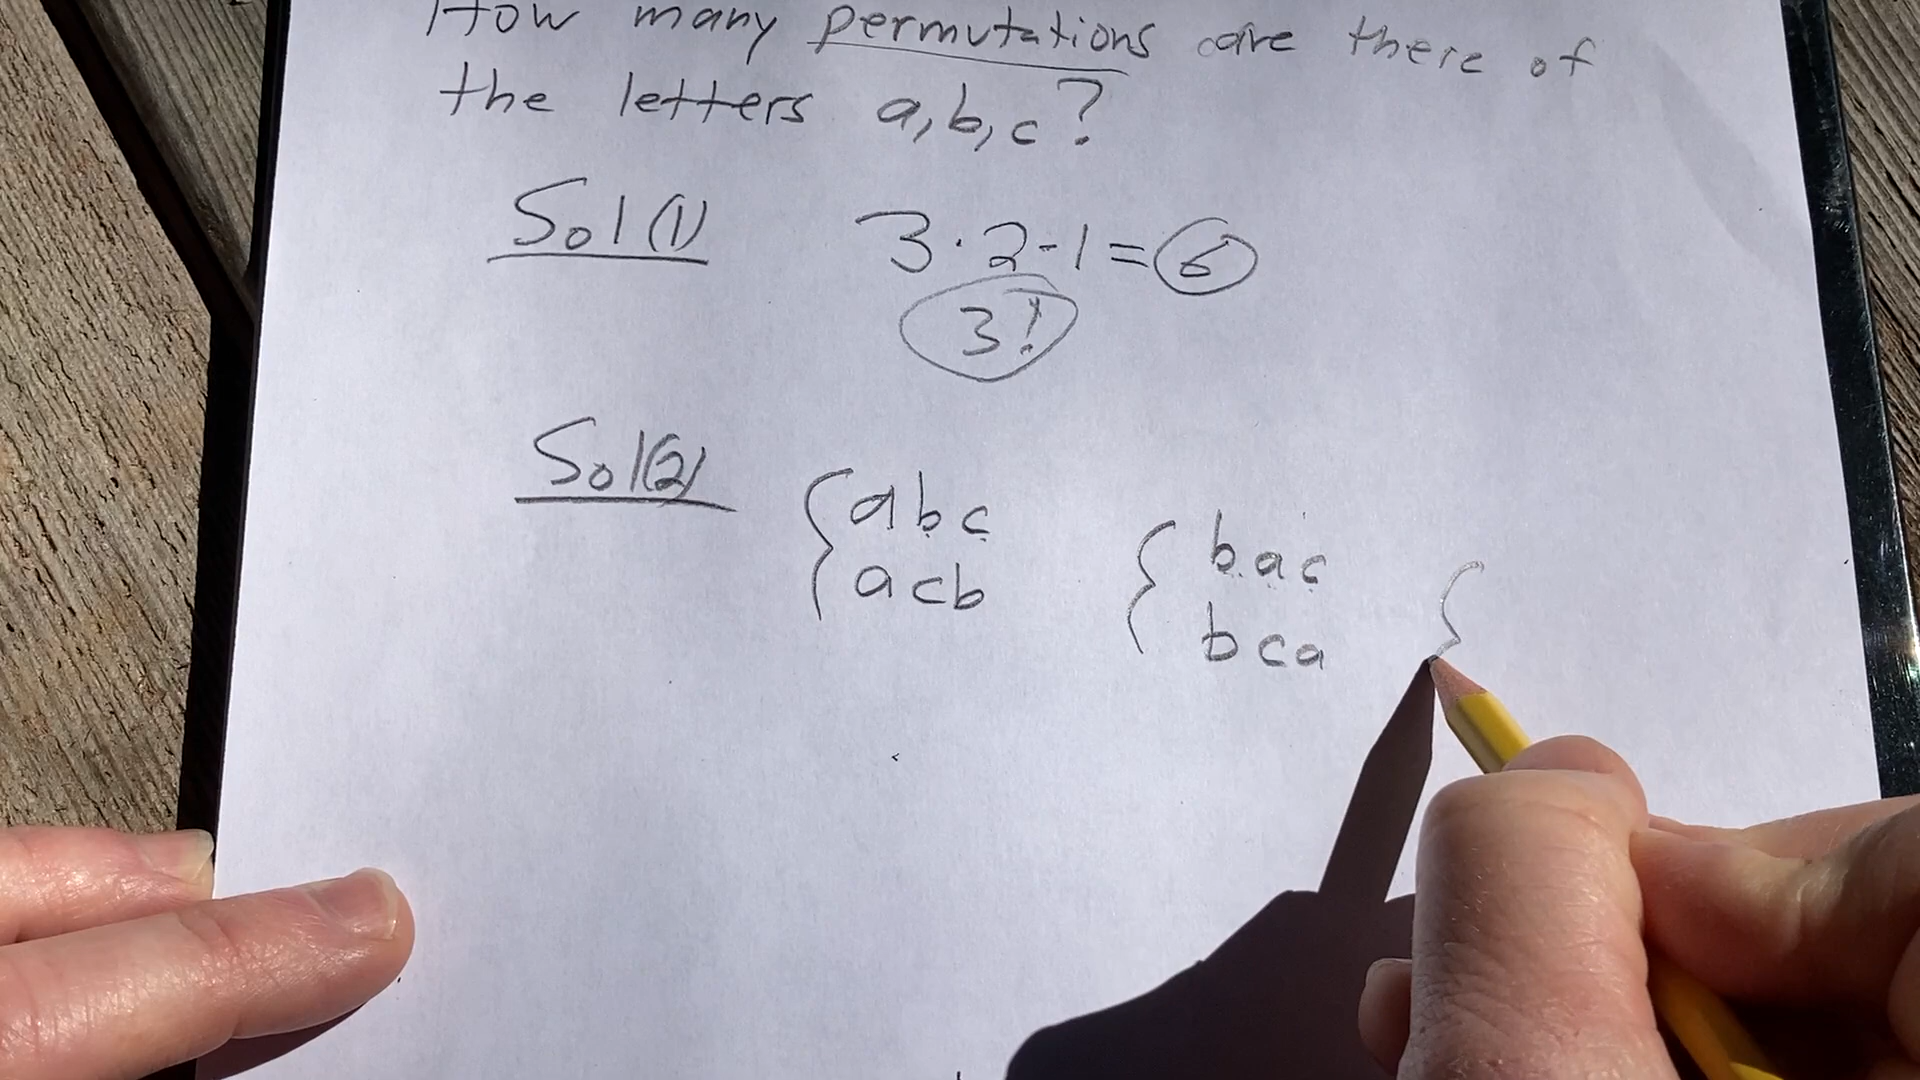 How many permutations are there of
the letters a, b, c?
Sol(1) 3·2·1 = 6
3!
Sol(2) { abc { bac {
acb bca